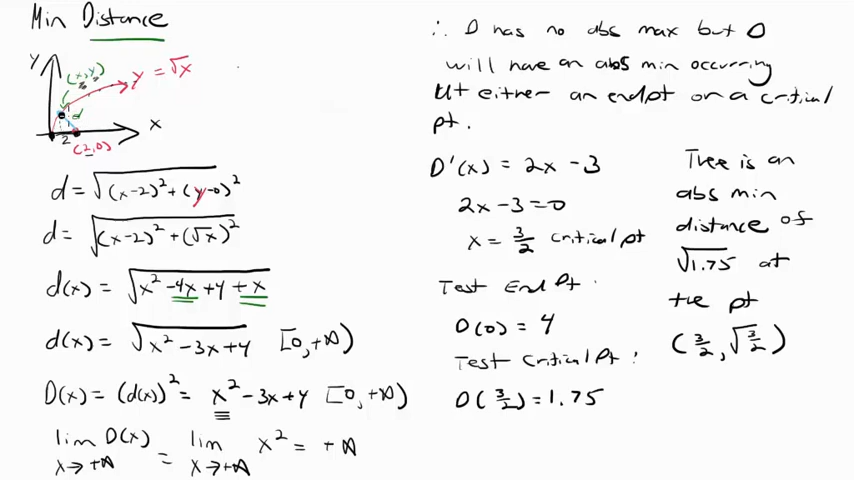 Min Distance
y
(x,y)
y = √x
d
2
x
(2,0)
d = √((x-2)² + (y-0)²)
d = √((x-2)² + (√x)²)
d(x) = √(x² - 4x + 4 + x)
d(x) = √(x² - 3x + 4) [0,+∞)
D(x) = (d(x))² = x² - 3x + 4 [0,+∞)
lim D(x) = lim x² = +∞
x→+∞ x→+∞
∴ D has no abs max but D
will have an abs min occurring
at either an endpt or a critical
pt.
D'(x) = 2x - 3
2x - 3 = 0
x = 3/2 critical pt
Test End Pt.
D(0) = 4
Test Critical Pt:
D(3/2) = 1.75
There is an
abs min
distance of
√1.75 at
the pt
(3/2, √3/2)